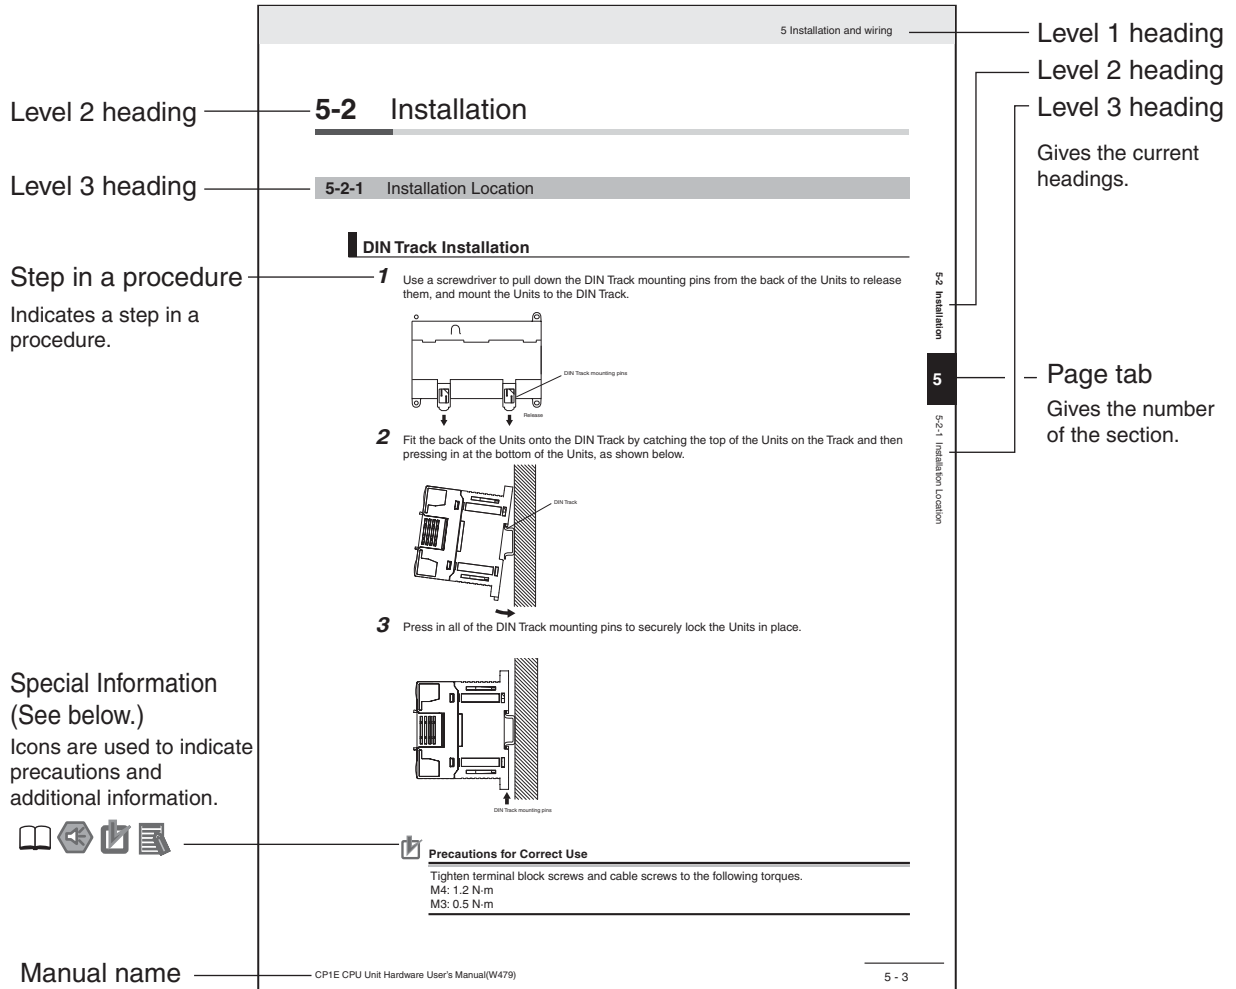 5 Installation and wiring
Level 1 heading
Level 2 heading
Level 3 heading
Gives the current
headings.
Level 2 heading
5-2 Installation
Level 3 heading
5-2-1 Installation Location
DIN Track Installation
Step in a procedure
Indicates a step in a
procedure.
1 Use a screwdriver to pull down the DIN Track mounting pins from the back of the Units to release
them, and mount the Units to the DIN Track.
DIN Track mounting pins
Release
5-2 Installation
5
5-2-1 Installation Location
Page tab
Gives the number
of the section.
2 Fit the back of the Units onto the DIN Track by catching the top of the Units on the Track and then
pressing in at the bottom of the Units, as shown below.
DIN Track
3 Press in all of the DIN Track mounting pins to securely lock the Units in place.
DIN Track mounting pins
Special Information
(See below.)
Icons are used to indicate
precautions and
additional information.
Precautions for Correct Use
Tighten terminal block screws and cable screws to the following torques.
M4: 1.2 N·m
M3: 0.5 N·m
Manual name
CP1E CPU Unit Hardware User's Manual(W479)
5 - 3